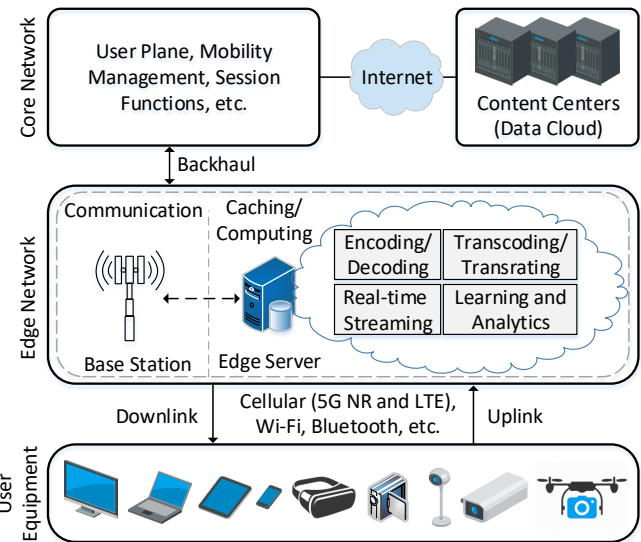 Core Network
User Plane, Mobility
Management, Session
Functions, etc.
Internet
Content Centers
(Data Cloud)
Backhaul
Edge Network
Communication
Base Station
Caching/
Computing
Edge Server
Encoding/
Decoding
Transcoding/
Transrating
Real-time
Streaming
Learning and
Analytics
Downlink
Cellular (5G NR and LTE),
Wi-Fi, Bluetooth, etc.
Uplink
User
Equipment